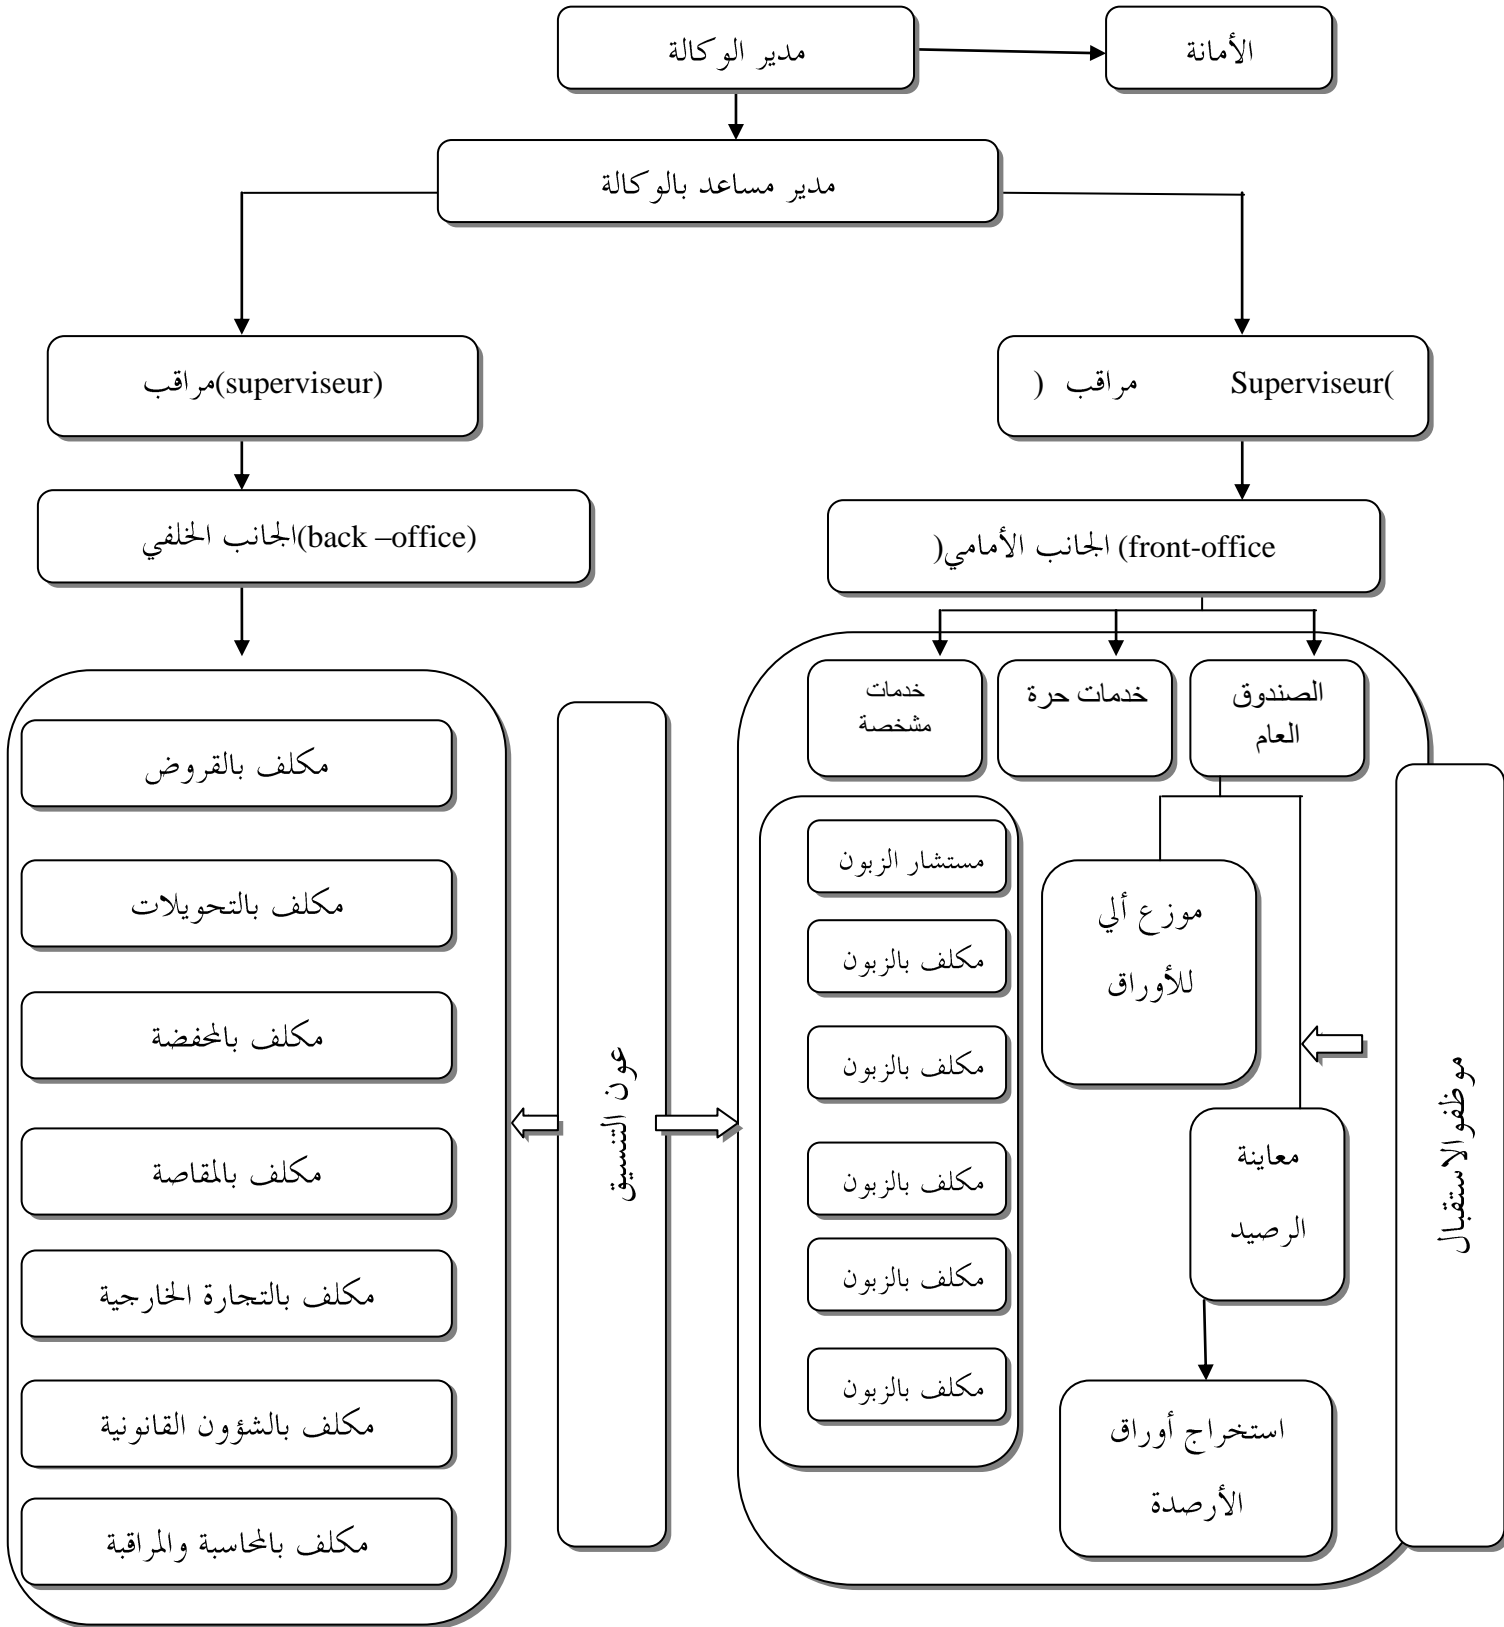 مدير الوكالة
الأمانة
مدير مساعد بالوكالة
مراقب (Superviseur)
مراقب(superviseur)
الجانب الأمامي (front-office)
الجانب الخلفي(back –office)
الصندوق
العام
خدمات حرة
خدمات
مشخصة
موزع ألي
للأوراق
معاينة
الرصيد
استخراج أوراق
الأرصدة
مستشار الزبون
مكلف بالزبون
مكلف بالزبون
مكلف بالزبون
مكلف بالزبون
مكلف بالزبون
موظفوالاستقبال
عون التنسيق
مكلف بالقروض
مكلف بالتحويلات
مكلف بالمحفضة
مكلف بالمقاصة
مكلف بالتجارة الخارجية
مكلف بالشؤون القانونية
مكلف بالمحاسبة والمراقبة